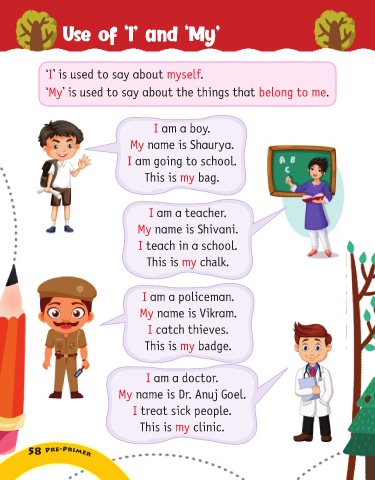 Use of 'I' and 'My'
'I' is used to say about myself.
'My' is used to say about the things that belong to me.
I am a boy.
My name is Shaurya.
I am going to school.
This is my bag.
A B
C
I am a teacher.
My name is Shivani.
I teach in a school.
This is my chalk.
I am a policeman.
My name is Vikram.
I catch thieves.
This is my badge.
I am a doctor.
My name is Dr. Anuj Goel.
I treat sick people.
This is my clinic.
58 PRE-PRIMER